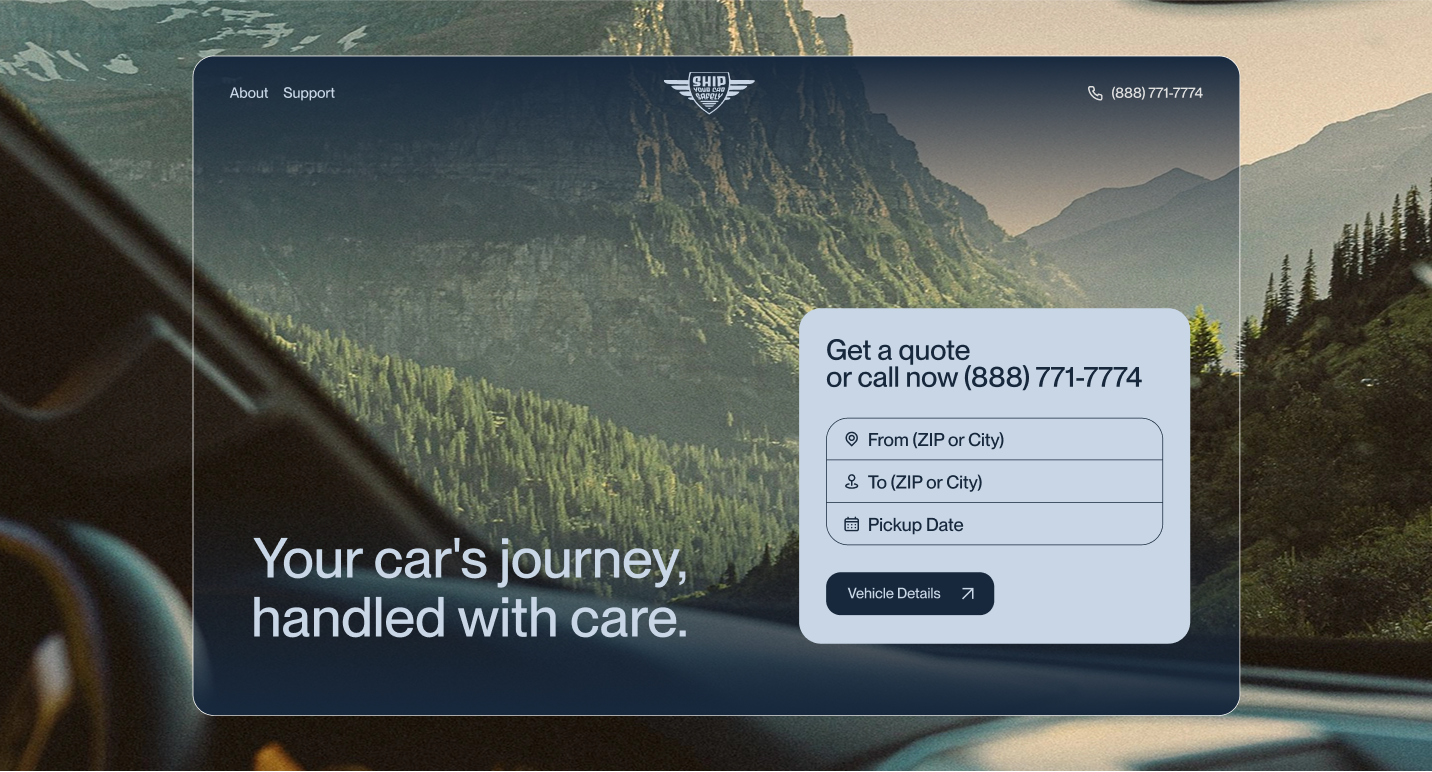 About
Support
SHIP
YOUR CAR
SAFELY
(888) 771-7774
Get a quote
or call now (888) 771-7774
From (ZIP or City)
To (ZIP or City)
Pickup Date
Vehicle Details
Your car's journey,
handled with care.